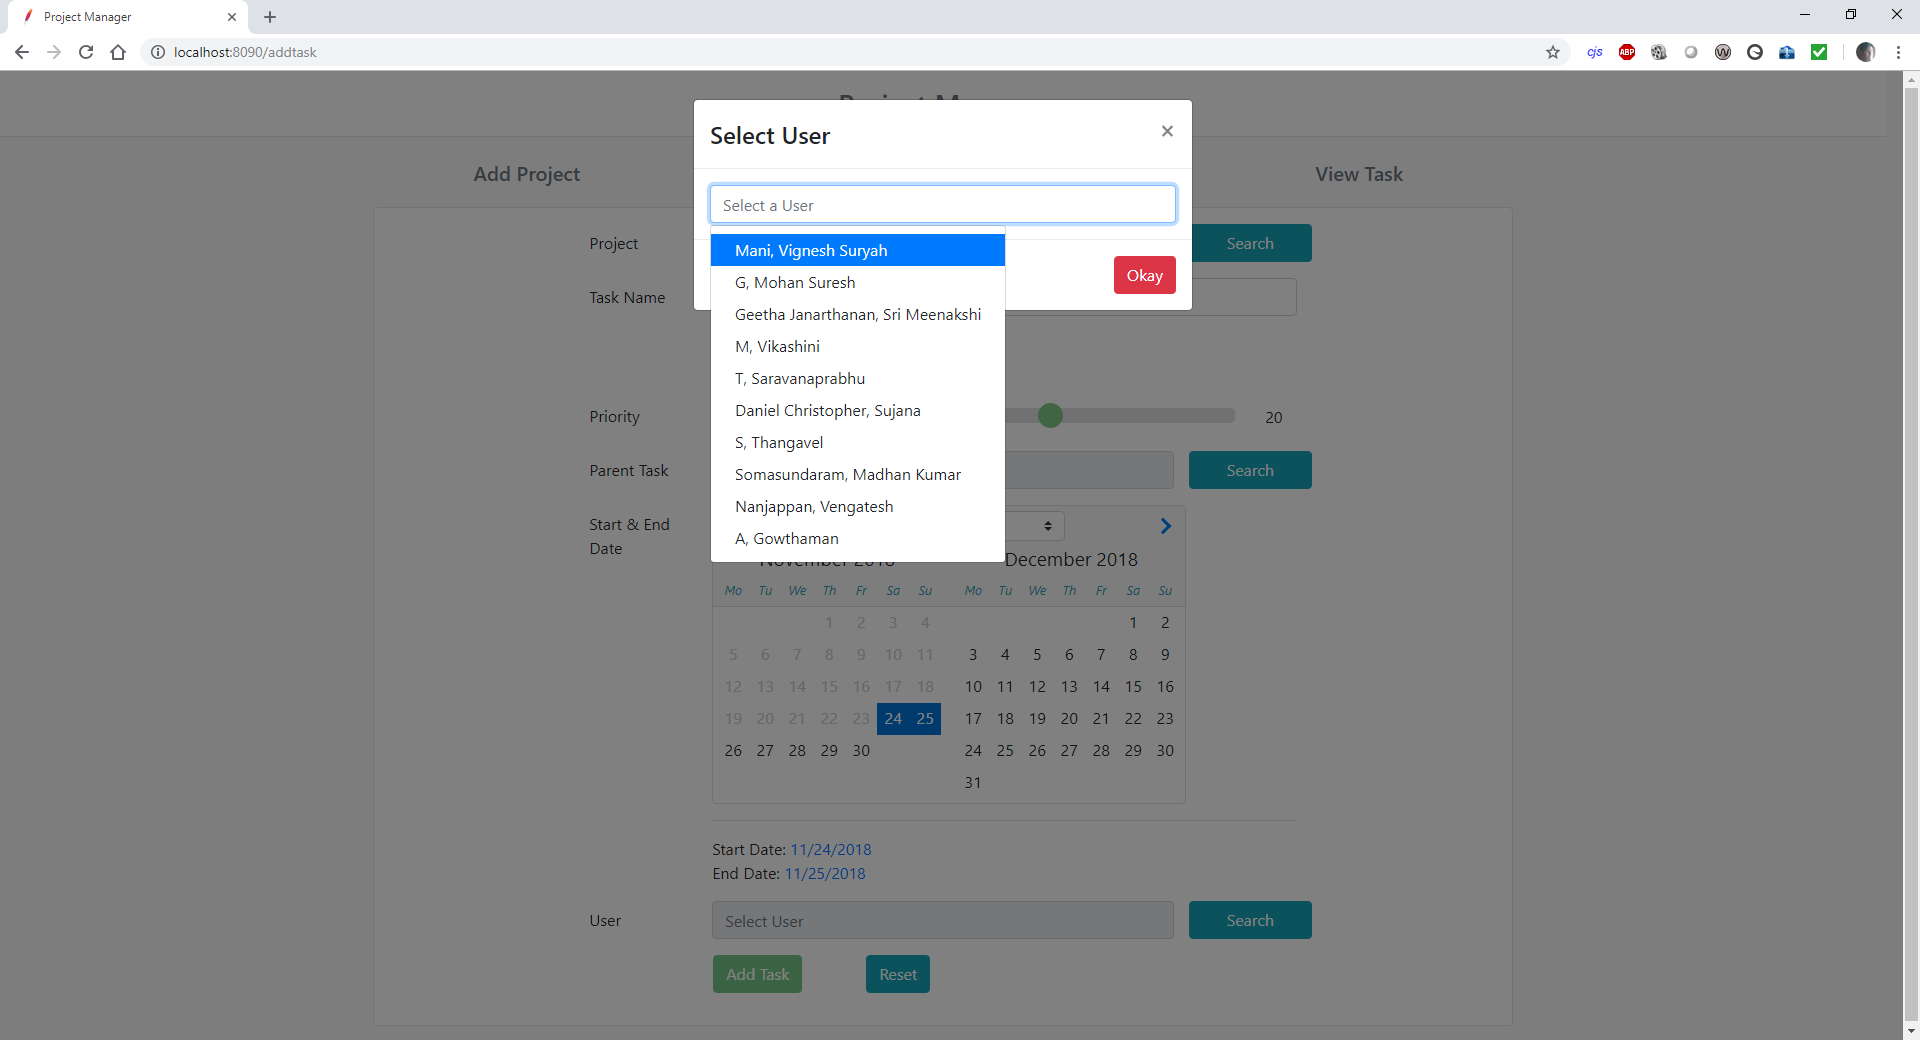 Project Manager
localhost:8090/addtask
cjs
ABP
Select User
×
Add Project
View Task
Select a User
Project
Search
Mani, Vignesh Suryah
G, Mohan Suresh
Okay
Task Name
Geetha Janarthanan, Sri Meenakshi
M, Vikashini
T, Saravanaprabhu
Daniel Christopher, Sujana
Priority
20
S, Thangavel
Parent Task
Search
Somasundaram, Madhan Kumar
Nanjappan, Vengatesh
Start & End
Date
A, Gowthaman
November 2018
December 2018
Mo Tu We Th Fr Sa Su Mo Tu We Th Fr Sa Su
1 2 3 4 1 2
5 6 7 8 9 10 11 3 4 5 6 7 8 9
12 13 14 15 16 17 18 10 11 12 13 14 15 16
19 20 21 22 23 24 25 17 18 19 20 21 22 23
26 27 28 29 30 24 25 26 27 28 29 30
31
Start Date: 11/24/2018
End Date: 11/25/2018
User
Select User
Search
Add Task
Reset